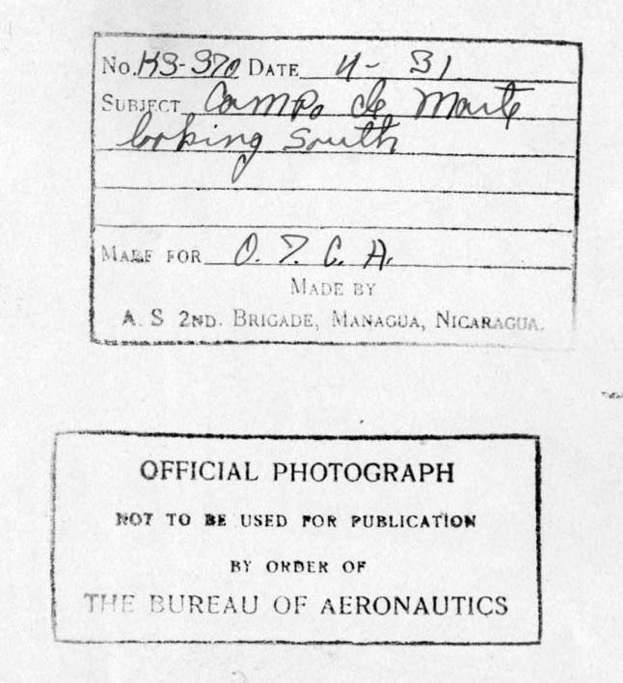 No. KS-370 DATE 4-31
SUBJECT Campo de Marte
looking south
MADE FOR O. I. C. A.
MADE BY
A. S 2ND. BRIGADE, MANAGUA, NICARAGUA.
OFFICIAL PHOTOGRAPH
NOT TO BE USED FOR PUBLICATION
BY ORDER OF
THE BUREAU OF AERONAUTICS